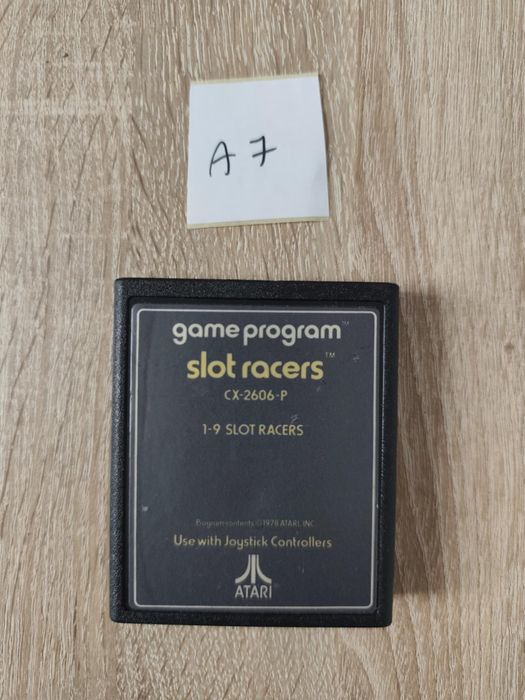 A7
game program™
slot racers™
CX-2606-P
1-9 SLOT RACERS
Program contents ©1978 ATARI, INC.
Use with Joystick Controllers
ATARI